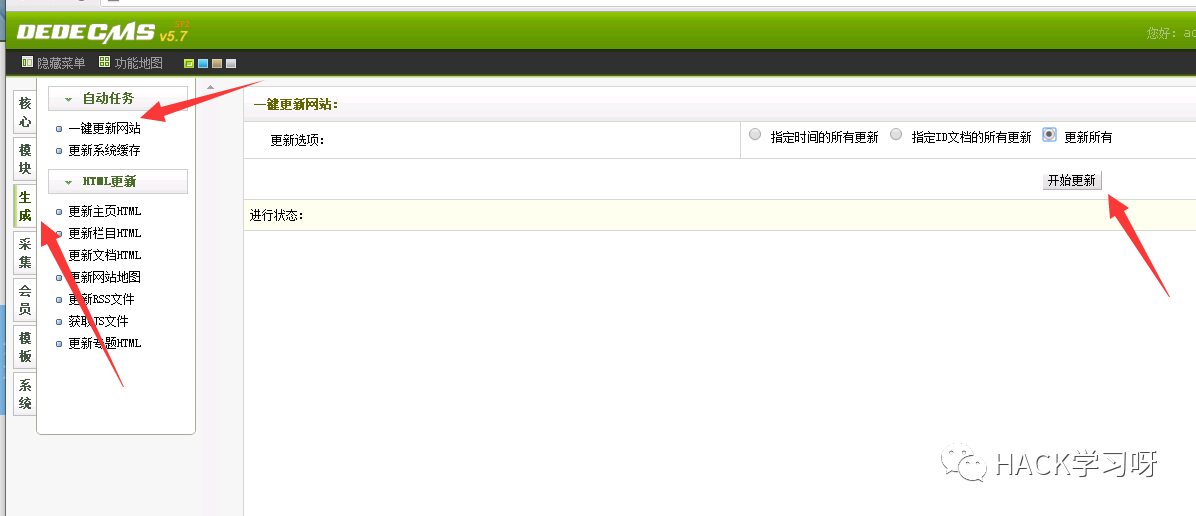 DEDECMS v5.7 SP2
您好：ad
隐藏菜单 功能地图
核心
模块
生成
采集
会员
模板
系统
自动任务
一键更新网站
更新系统缓存
HTML更新
更新主页HTML
更新栏目HTML
更新文档HTML
更新网站地图
更新RSS文件
获取JS文件
更新专题HTML
一键更新网站：
更新选项： 指定时间的所有更新 指定ID文档的所有更新 更新所有
开始更新
进行状态：
HACK学习呀